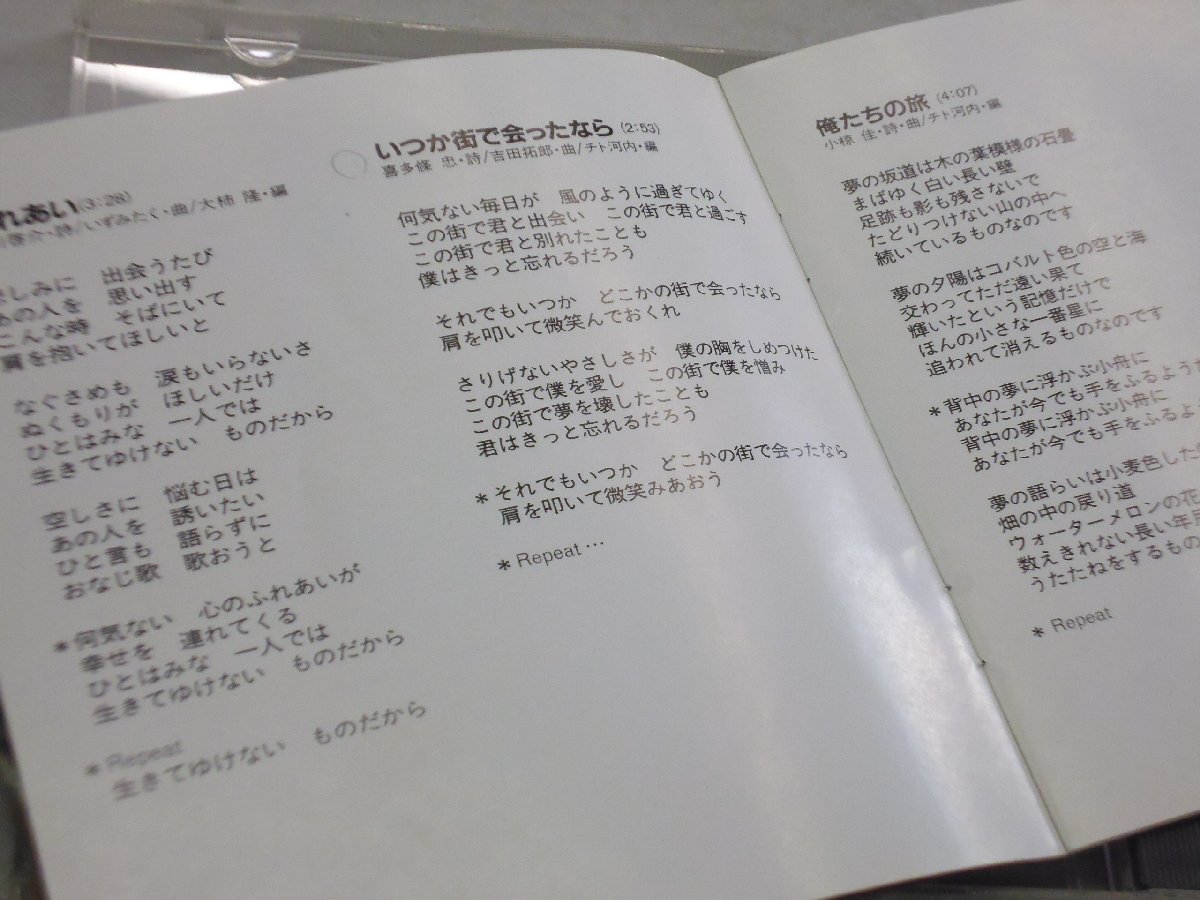 れあい(3:28)
啓介・詩/いずみたく・曲/大柿 隆・編
しみに 出会うたび
あの人を 思い出す
こんな時 そばにいて
肩を抱いてほしいと
なぐさめも 涙もいらないさ
ぬくもりが ほしいだけ
ひとはみな 一人では
生きてゆけない ものだから
空しさに 悩む日は
あの人を 誘いたい
ひと言も 語らずに
おなじ歌 歌おうと
*何気ない 心のふれあいが
幸せを 連れてくる
ひとはみな 一人では
生きてゆけない ものだから
*Repeat
生きてゆけない ものだから
いつか街で会ったなら(2:53)
喜多條 忠・詩/吉田拓郎・曲/チト河内・編
何気ない毎日が 風のように過ぎてゆく
この街で君と出会い この街で君と過ごす
この街で君と別れたことも
僕はきっと忘れるだろう
それでもいつか どこかの街で会ったなら
肩を叩いて微笑んでおくれ
さりげないやさしさが 僕の胸をしめつけた
この街で僕を愛し この街で僕を憎み
この街で夢を壊したことも
君はきっと忘れるだろう
*それでもいつか どこかの街で会ったなら
肩を叩いて微笑みあおう
*Repeat…
俺たちの旅(4:07)
小椋 佳・詩・曲/チト河内・編
夢の坂道は木の葉模様の石畳
まばゆく白い長い壁
足跡も影も残さないで
たどりつけない山の中へ
続いているものなのです
夢の夕陽はコバルト色の空と海
交わってただ遠い果て
輝いたという記憶だけで
ほんの小さな一番星に
追われて消えるものなのです
*背中の夢に浮かぶ小舟に
あなたが今でも手をふるようだ
背中の夢に浮かぶ小舟に
あなたが今でも手をふるよう
夢の語らいは小麦色した
畑の中の戻り道
ウォーターメロンの花
数えきれない長い年月
うたたねをするもの
*Repeat